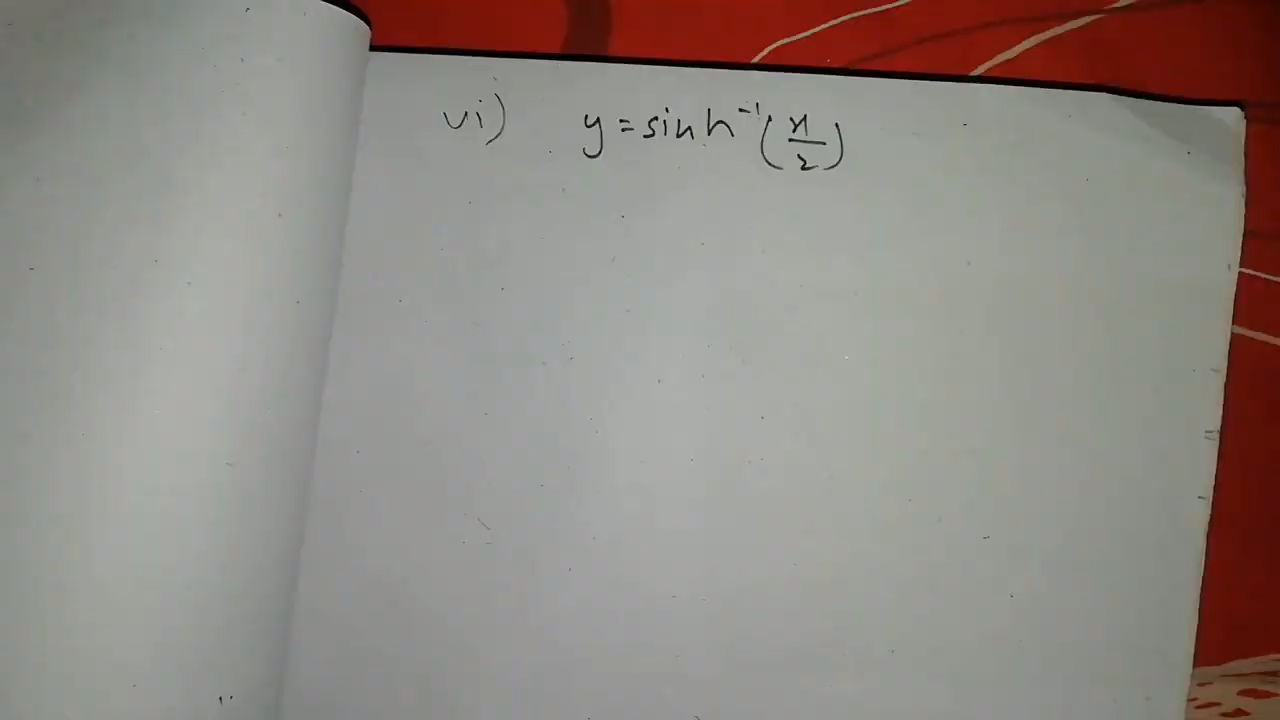 vi) y = sinh⁻¹(x/2)